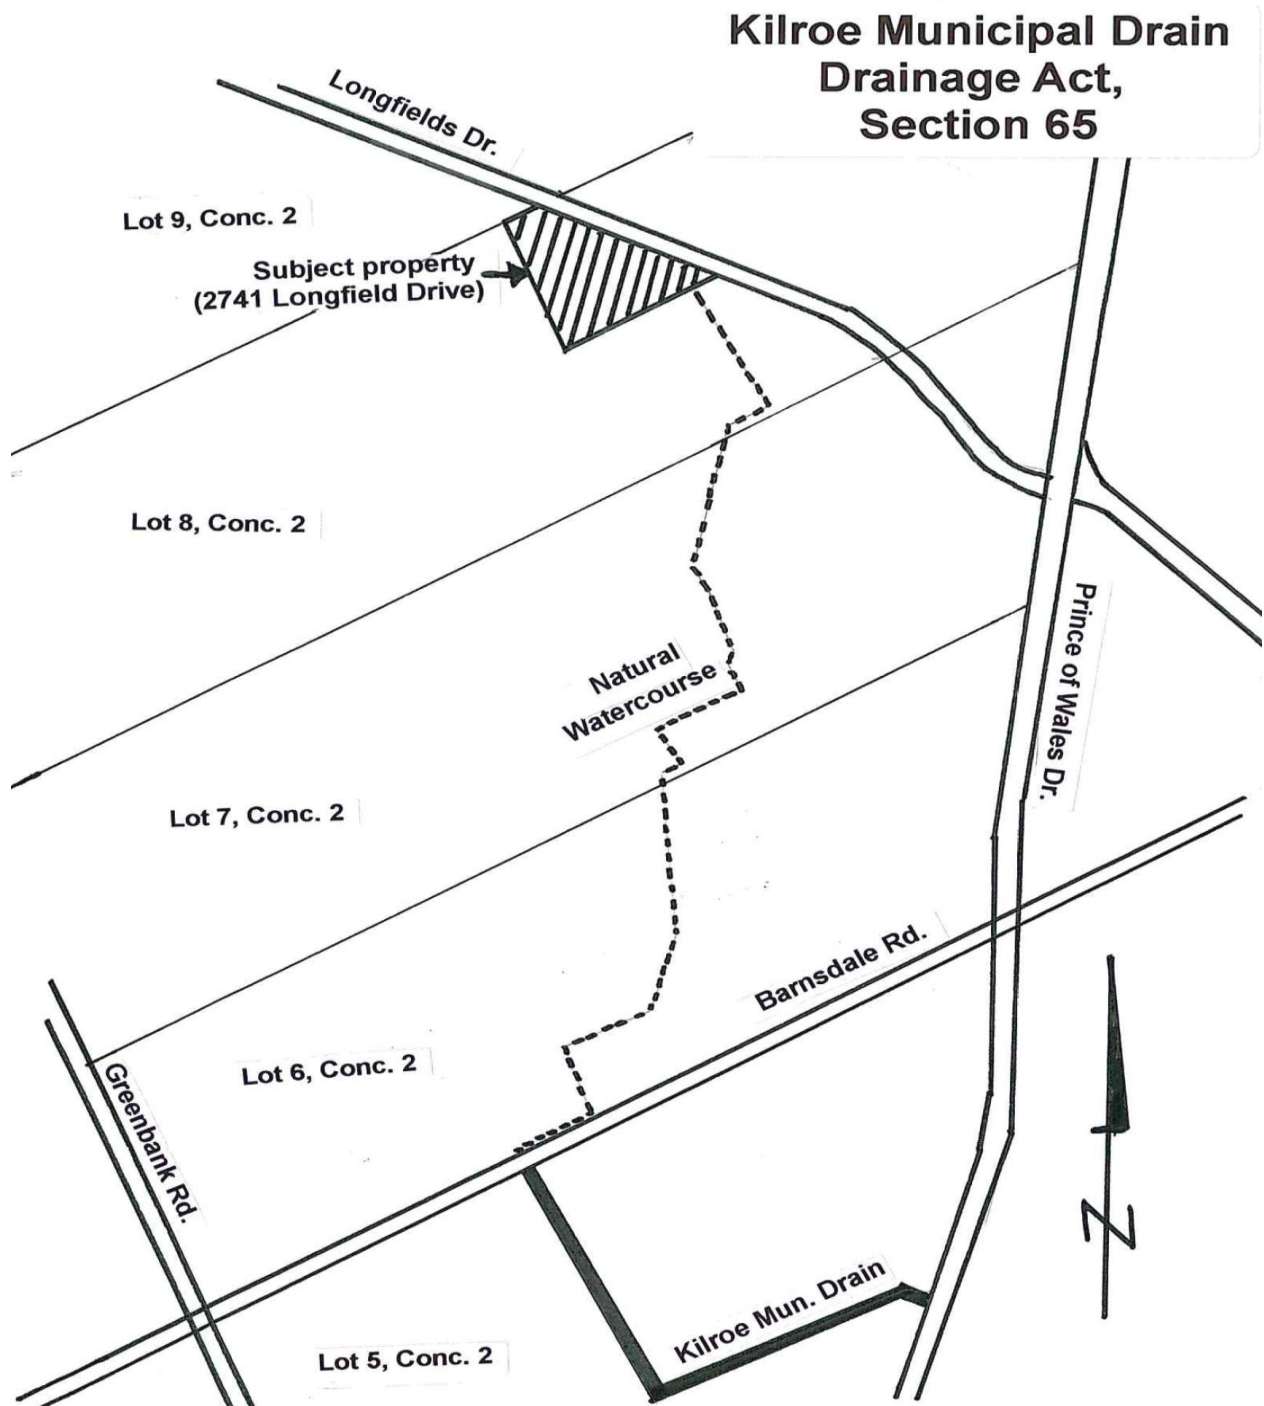 Kilroe Municipal Drain
Drainage Act,
Section 65
Longfields Dr.
Lot 9, Conc. 2
Subject property
(2741 Longfield Drive)
Lot 8, Conc. 2
Natural
Watercourse
Prince of Wales Dr.
Lot 7, Conc. 2
Barnsdale Rd.
Lot 6, Conc. 2
Greenbank Rd.
N
Kilroe Mun. Drain
Lot 5, Conc. 2